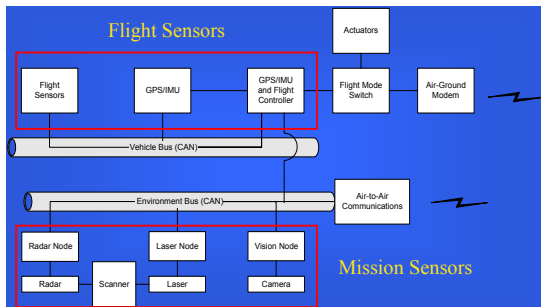 Flight Sensors
Actuators
Flight
Sensors
GPS/IMU
GPS/IMU
and Flight
Controller
Flight Mode
Switch
Air-Ground
Modem
Vehicle Bus (CAN)
Environment Bus (CAN)
Air-to-Air
Communications
Radar Node
Laser Node
Vision Node
Radar
Scanner
Laser
Camera
Mission Sensors